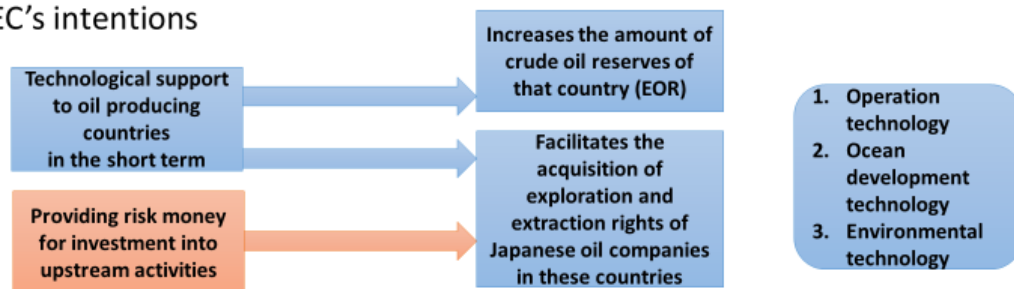 EC’s intentions
Technological support
to oil producing
countries
in the short term
Increases the amount of
crude oil reserves of
that country (EOR)
Providing risk money
for investment into
upstream activities
Facilitates the
acquisition of
exploration and
extraction rights of
Japanese oil companies
in these countries
1. Operation
technology
2. Ocean
development
technology
3. Environmental
technology